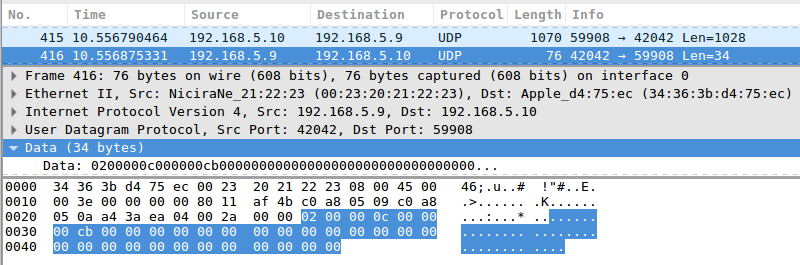 No. Time Source Destination Protocol Length Info
415 10.556790464 192.168.5.10 192.168.5.9 UDP 1070 59908 → 42042 Len=1028
416 10.556875331 192.168.5.9 192.168.5.10 UDP 76 42042 → 59908 Len=34
Frame 416: 76 bytes on wire (608 bits), 76 bytes captured (608 bits) on interface 0
Ethernet II, Src: NiciraNe_21:22:23 (00:23:20:21:22:23), Dst: Apple_d4:75:ec (34:36:3b:d4:75:ec)
Internet Protocol Version 4, Src: 192.168.5.9, Dst: 192.168.5.10
User Datagram Protocol, Src Port: 42042, Dst Port: 59908
Data (34 bytes)
Data: 0200000c000000cb00000000000000000000000000000000...
0000 34 36 3b d4 75 ec 00 23 20 21 22 23 08 00 45 00 46;.u..# !"#..E.
0010 00 3e 00 00 00 00 80 11 af 4b c0 a8 05 09 c0 a8 .>...... .K......
0020 05 0a a4 3a ea 04 00 2a 00 00 02 00 00 0c 00 00 ...:...* ........
0030 00 cb 00 00 00 00 00 00 00 00 00 00 00 00 00 00 ........ ........
0040 00 00 00 00 00 00 00 00 00 00 00 00 ........ ....